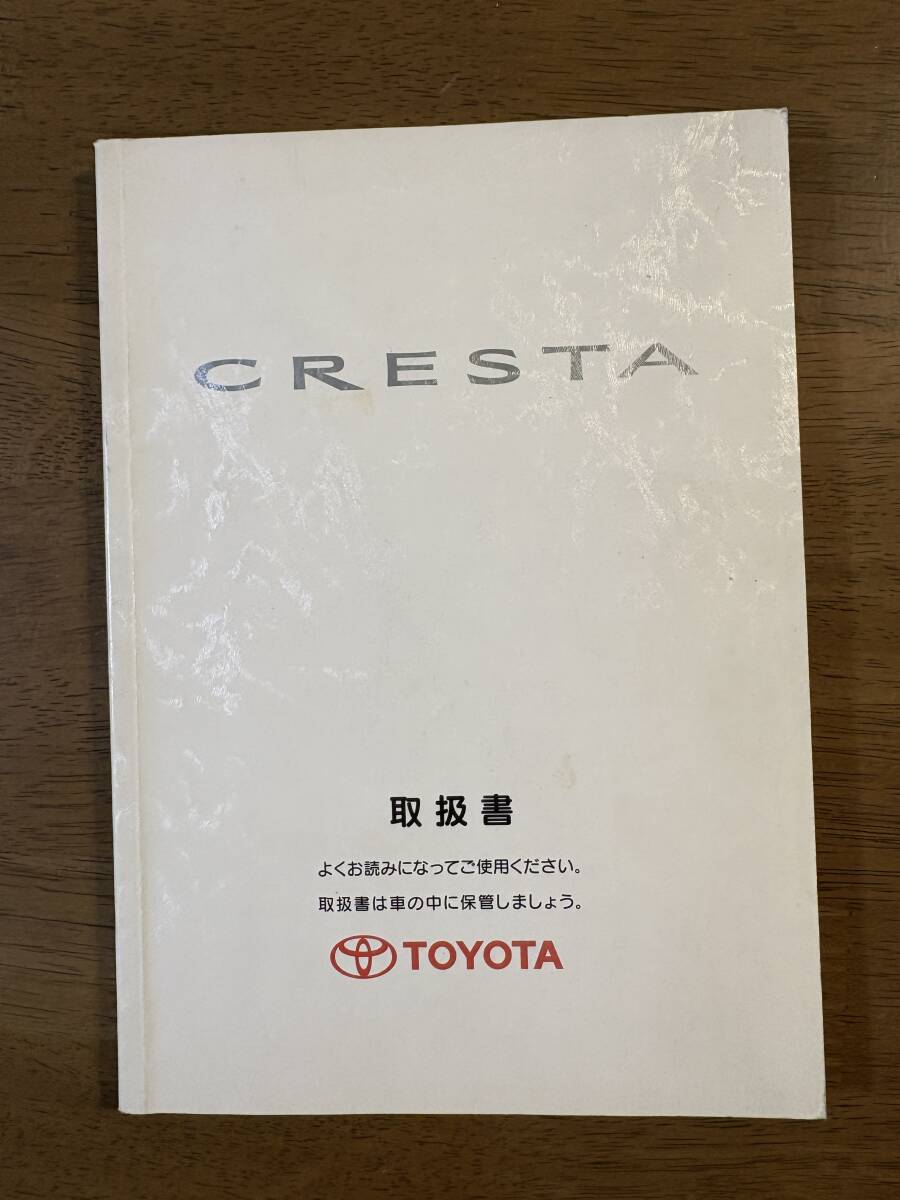 CRESTA
取扱書
よくお読みになってご使用ください。
取扱書は車の中に保管しましょう。
TOYOTA